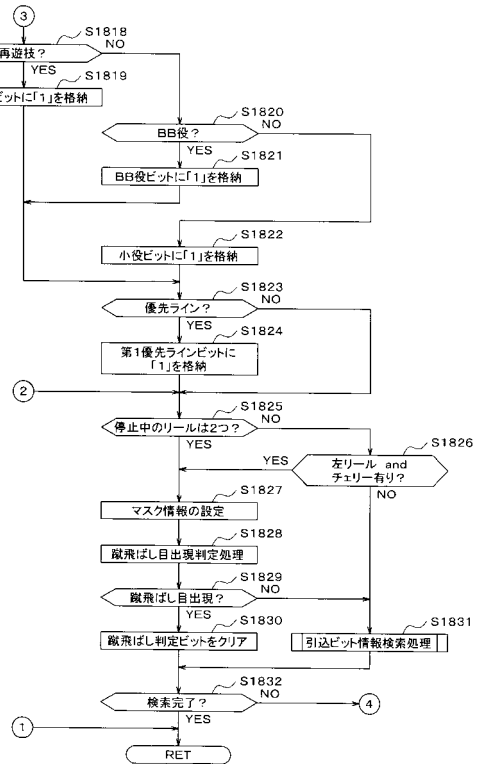 3
S1818
再遊技?
NO
YES
S1819
ビットに「1」を格納
S1820
BB役?
NO
YES
S1821
BB役ビットに「1」を格納
S1822
小役ビットに「1」を格納
S1823
優先ライン?
NO
YES
S1824
第1優先ラインビットに
「1」を格納
2
S1825
停止中のリールは2つ?
NO
YES
S1826
左リール and
チェリー有り?
YES
NO
S1827
マスク情報の設定
S1828
蹴飛ばし目出現判定処理
S1829
蹴飛ばし目出現?
NO
YES
S1830
蹴飛ばし判定ビットをクリア
S1831
引込ビット情報検索処理
S1832
検索完了?
NO
4
YES
1
RET